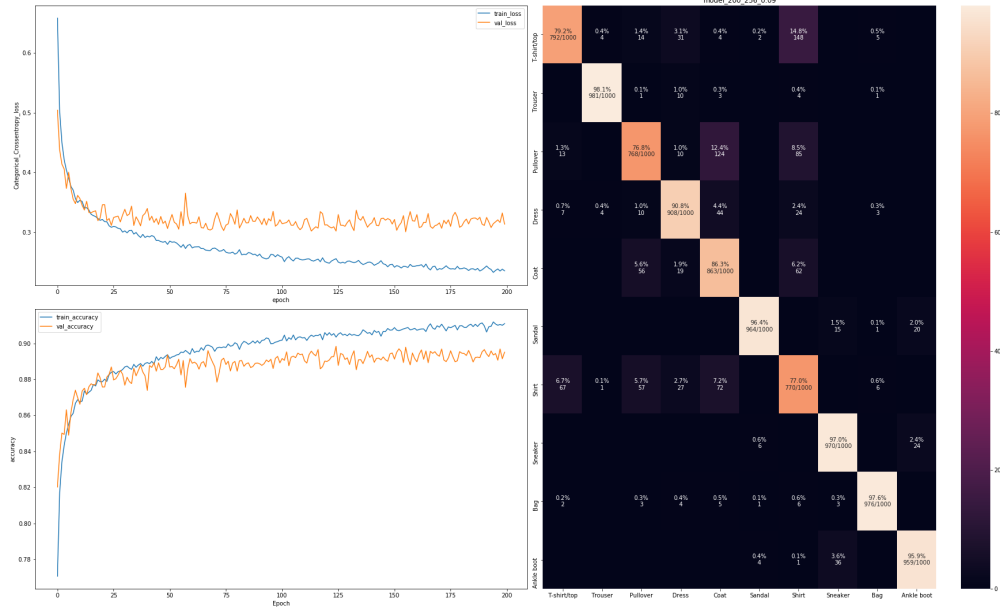 train_loss
val_loss
0.6
0.5
0.4
0.3
Categorical_Crossentropy_loss
0 25 50 75 100 125 150 175 200
epoch
train_accuracy
val_accuracy
0.90
0.88
0.86
0.84
0.82
0.80
0.78
accuracy
0 25 50 75 100 125 150 175 200
Epoch
T-shirt/top
79.2% 0.4% 1.4% 3.1% 0.4% 0.2% 14.8% 0.5%
792/1000 4 14 31 4 2 148 5
Trouser
98.1% 0.1% 1.0% 0.3% 0.4% 0.1%
981/1000 1 10 3 4 1
Pullover
1.3% 76.8% 1.0% 12.4% 8.5%
13 768/1000 10 124 85
Dress
0.7% 0.4% 1.0% 90.8% 4.4% 2.4% 0.3%
7 4 10 908/1000 44 24 3
Coat
5.6% 1.9% 86.3% 6.2%
56 19 863/1000 62
Sandal
96.4% 1.5% 0.1% 2.0%
964/1000 15 1 20
Shirt
6.7% 0.1% 5.7% 2.7% 7.2% 77.0% 0.6%
67 1 57 27 72 770/1000 6
Sneaker
0.6% 97.0% 2.4%
6 970/1000 24
Bag
0.2% 0.3% 0.4% 0.5% 0.1% 0.6% 0.3% 97.6%
2 3 4 5 1 6 3 976/1000
Ankle boot
0.4% 0.1% 3.6% 95.9%
4 1 36 959/1000
T-shirt/top Trouser Pullover Dress Coat Sandal Shirt Sneaker Bag Ankle boot